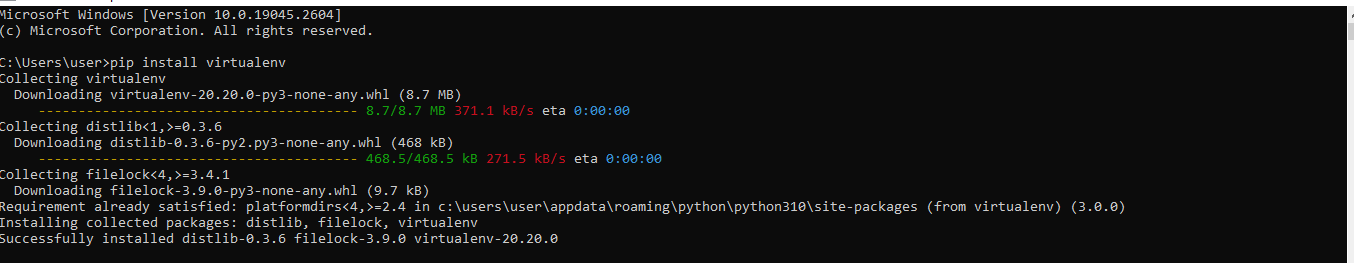 Microsoft Windows [Version 10.0.19045.2604]
(c) Microsoft Corporation. All rights reserved.
C:\Users\user>pip install virtualenv
Collecting virtualenv
Downloading virtualenv-20.20.0-py3-none-any.whl (8.7 MB)
---------------------------------------- 8.7/8.7 MB 371.1 kB/s eta 0:00:00
Collecting distlib<1,>=0.3.6
Downloading distlib-0.3.6-py2.py3-none-any.whl (468 kB)
---------------------------------------- 468.5/468.5 kB 271.5 kB/s eta 0:00:00
Collecting filelock<4,>=3.4.1
Downloading filelock-3.9.0-py3-none-any.whl (9.7 kB)
Requirement already satisfied: platformdirs<4,>=2.4 in c:\users\user\appdata\roaming\python\python310\site-packages (from virtualenv) (3.0.0)
Installing collected packages: distlib, filelock, virtualenv
Successfully installed distlib-0.3.6 filelock-3.9.0 virtualenv-20.20.0